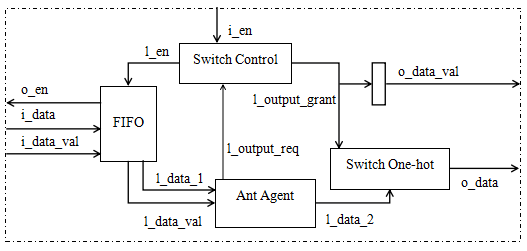 i_en
l_en
Switch Control
o_data_val
o_en
i_data
FIFO
l_output_grant
i_data_val
l_output_req
Switch One-hot
l_data_1
Ant Agent
o_data
l_data_val
l_data_2